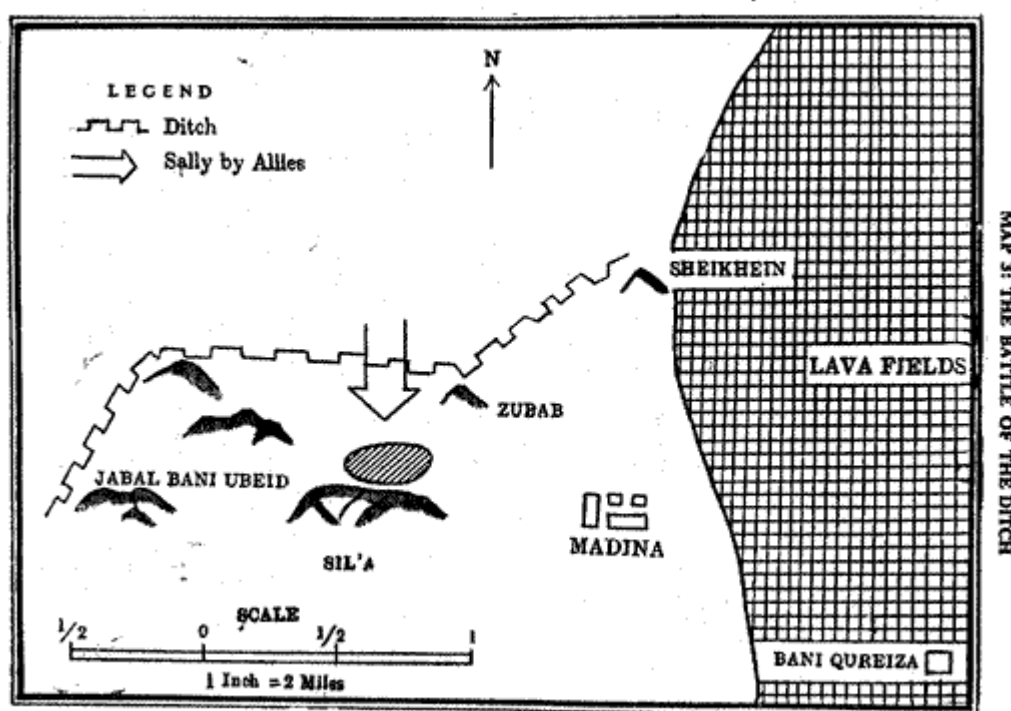 N
LEGEND
Ditch
Sally by Allies
SHEIKHEIN
LAVA FIELDS
ZUBAB
JABAL BANI UBEID
MADINA
SIL'A
SCALE
1/2 0 1/2 1
1 Inch = 2 Miles
BANI QUREIZA
MAP 3: THE BATTLE OF THE DITCH